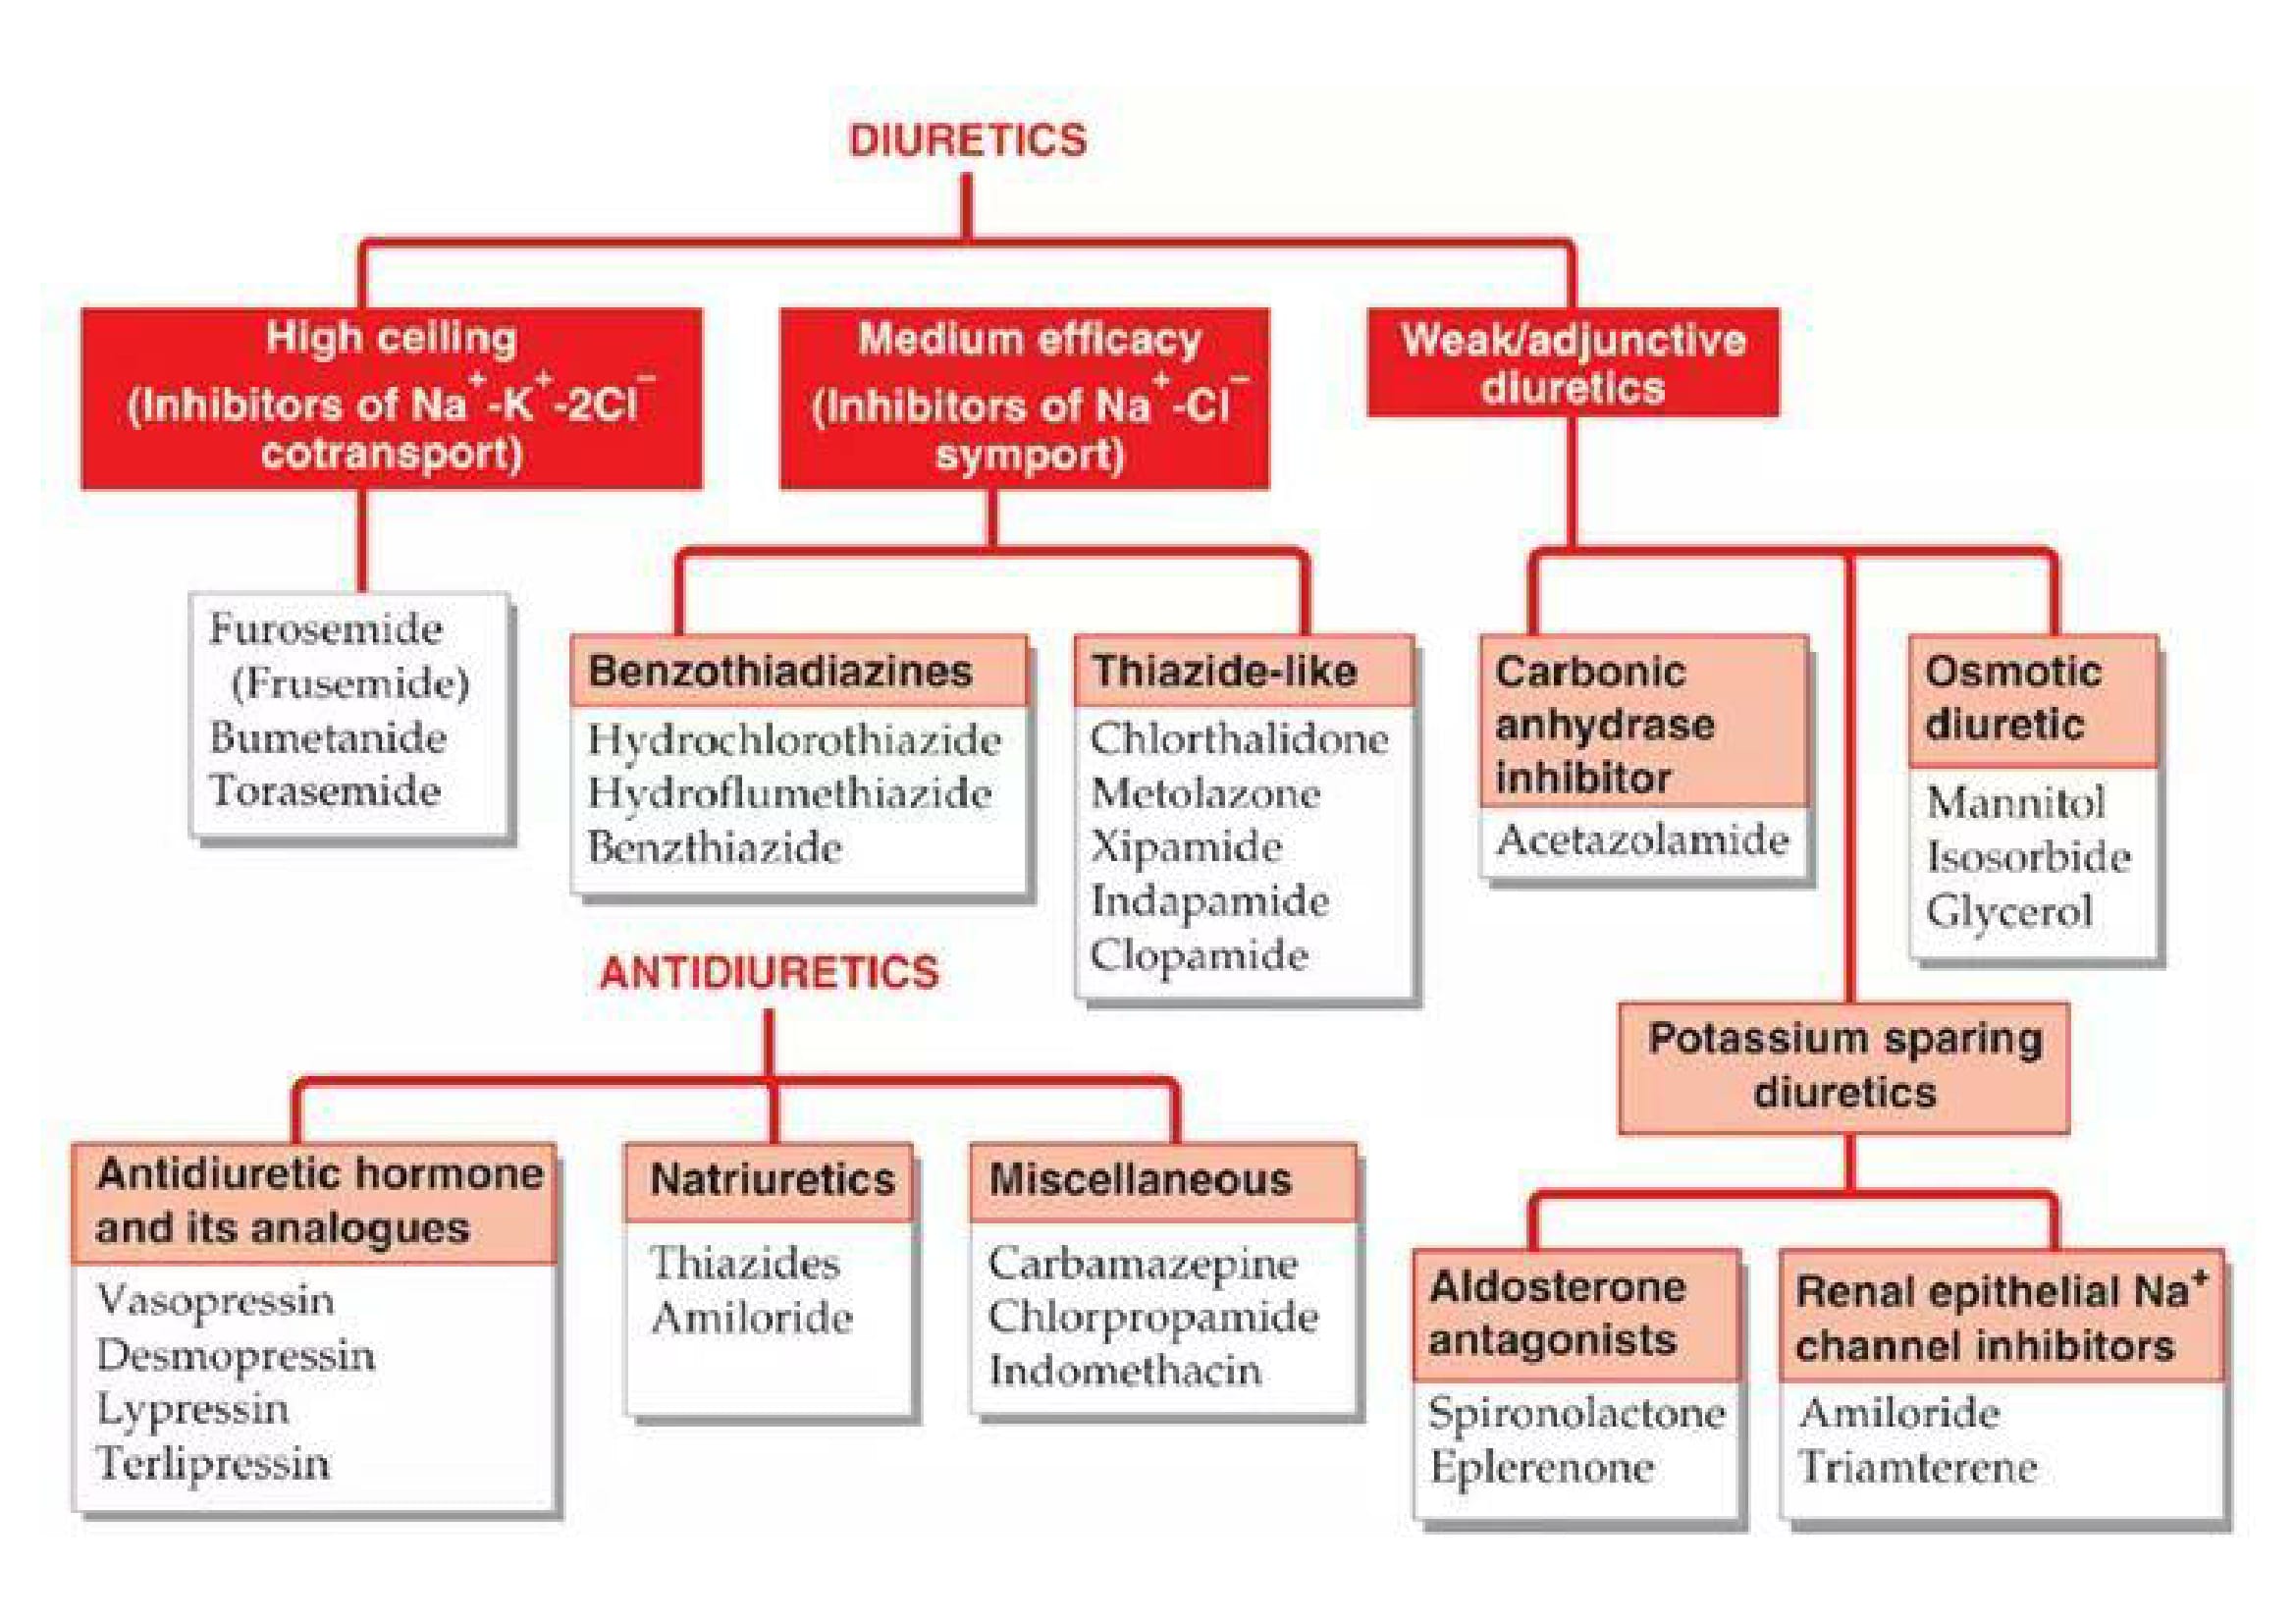 DIURETICS
High ceiling
(Inhibitors of Na⁺-K⁺-2Cl⁻
cotransport)
Medium efficacy
(Inhibitors of Na⁺-Cl⁻
symport)
Weak/adjunctive
diuretics
Furosemide
(Frusemide)
Bumetanide
Torasemide
Benzothiadiazines
Hydrochlorothiazide
Hydroflumethiazide
Benzthiazide
Thiazide-like
Chlorthalidone
Metolazone
Xipamide
Indapamide
Clopamide
Carbonic
anhydrase
inhibitor
Acetazolamide
Osmotic
diuretic
Mannitol
Isosorbide
Glycerol
Potassium sparing
diuretics
Aldosterone
antagonists
Spironolactone
Eplerenone
Renal epithelial Na⁺
channel inhibitors
Amiloride
Triamterene
ANTIDIURETICS
Antidiuretic hormone
and its analogues
Vasopressin
Desmopressin
Lypressin
Terlipressin
Natriuretics
Thiazides
Amiloride
Miscellaneous
Carbamazepine
Chlorpropamide
Indomethacin